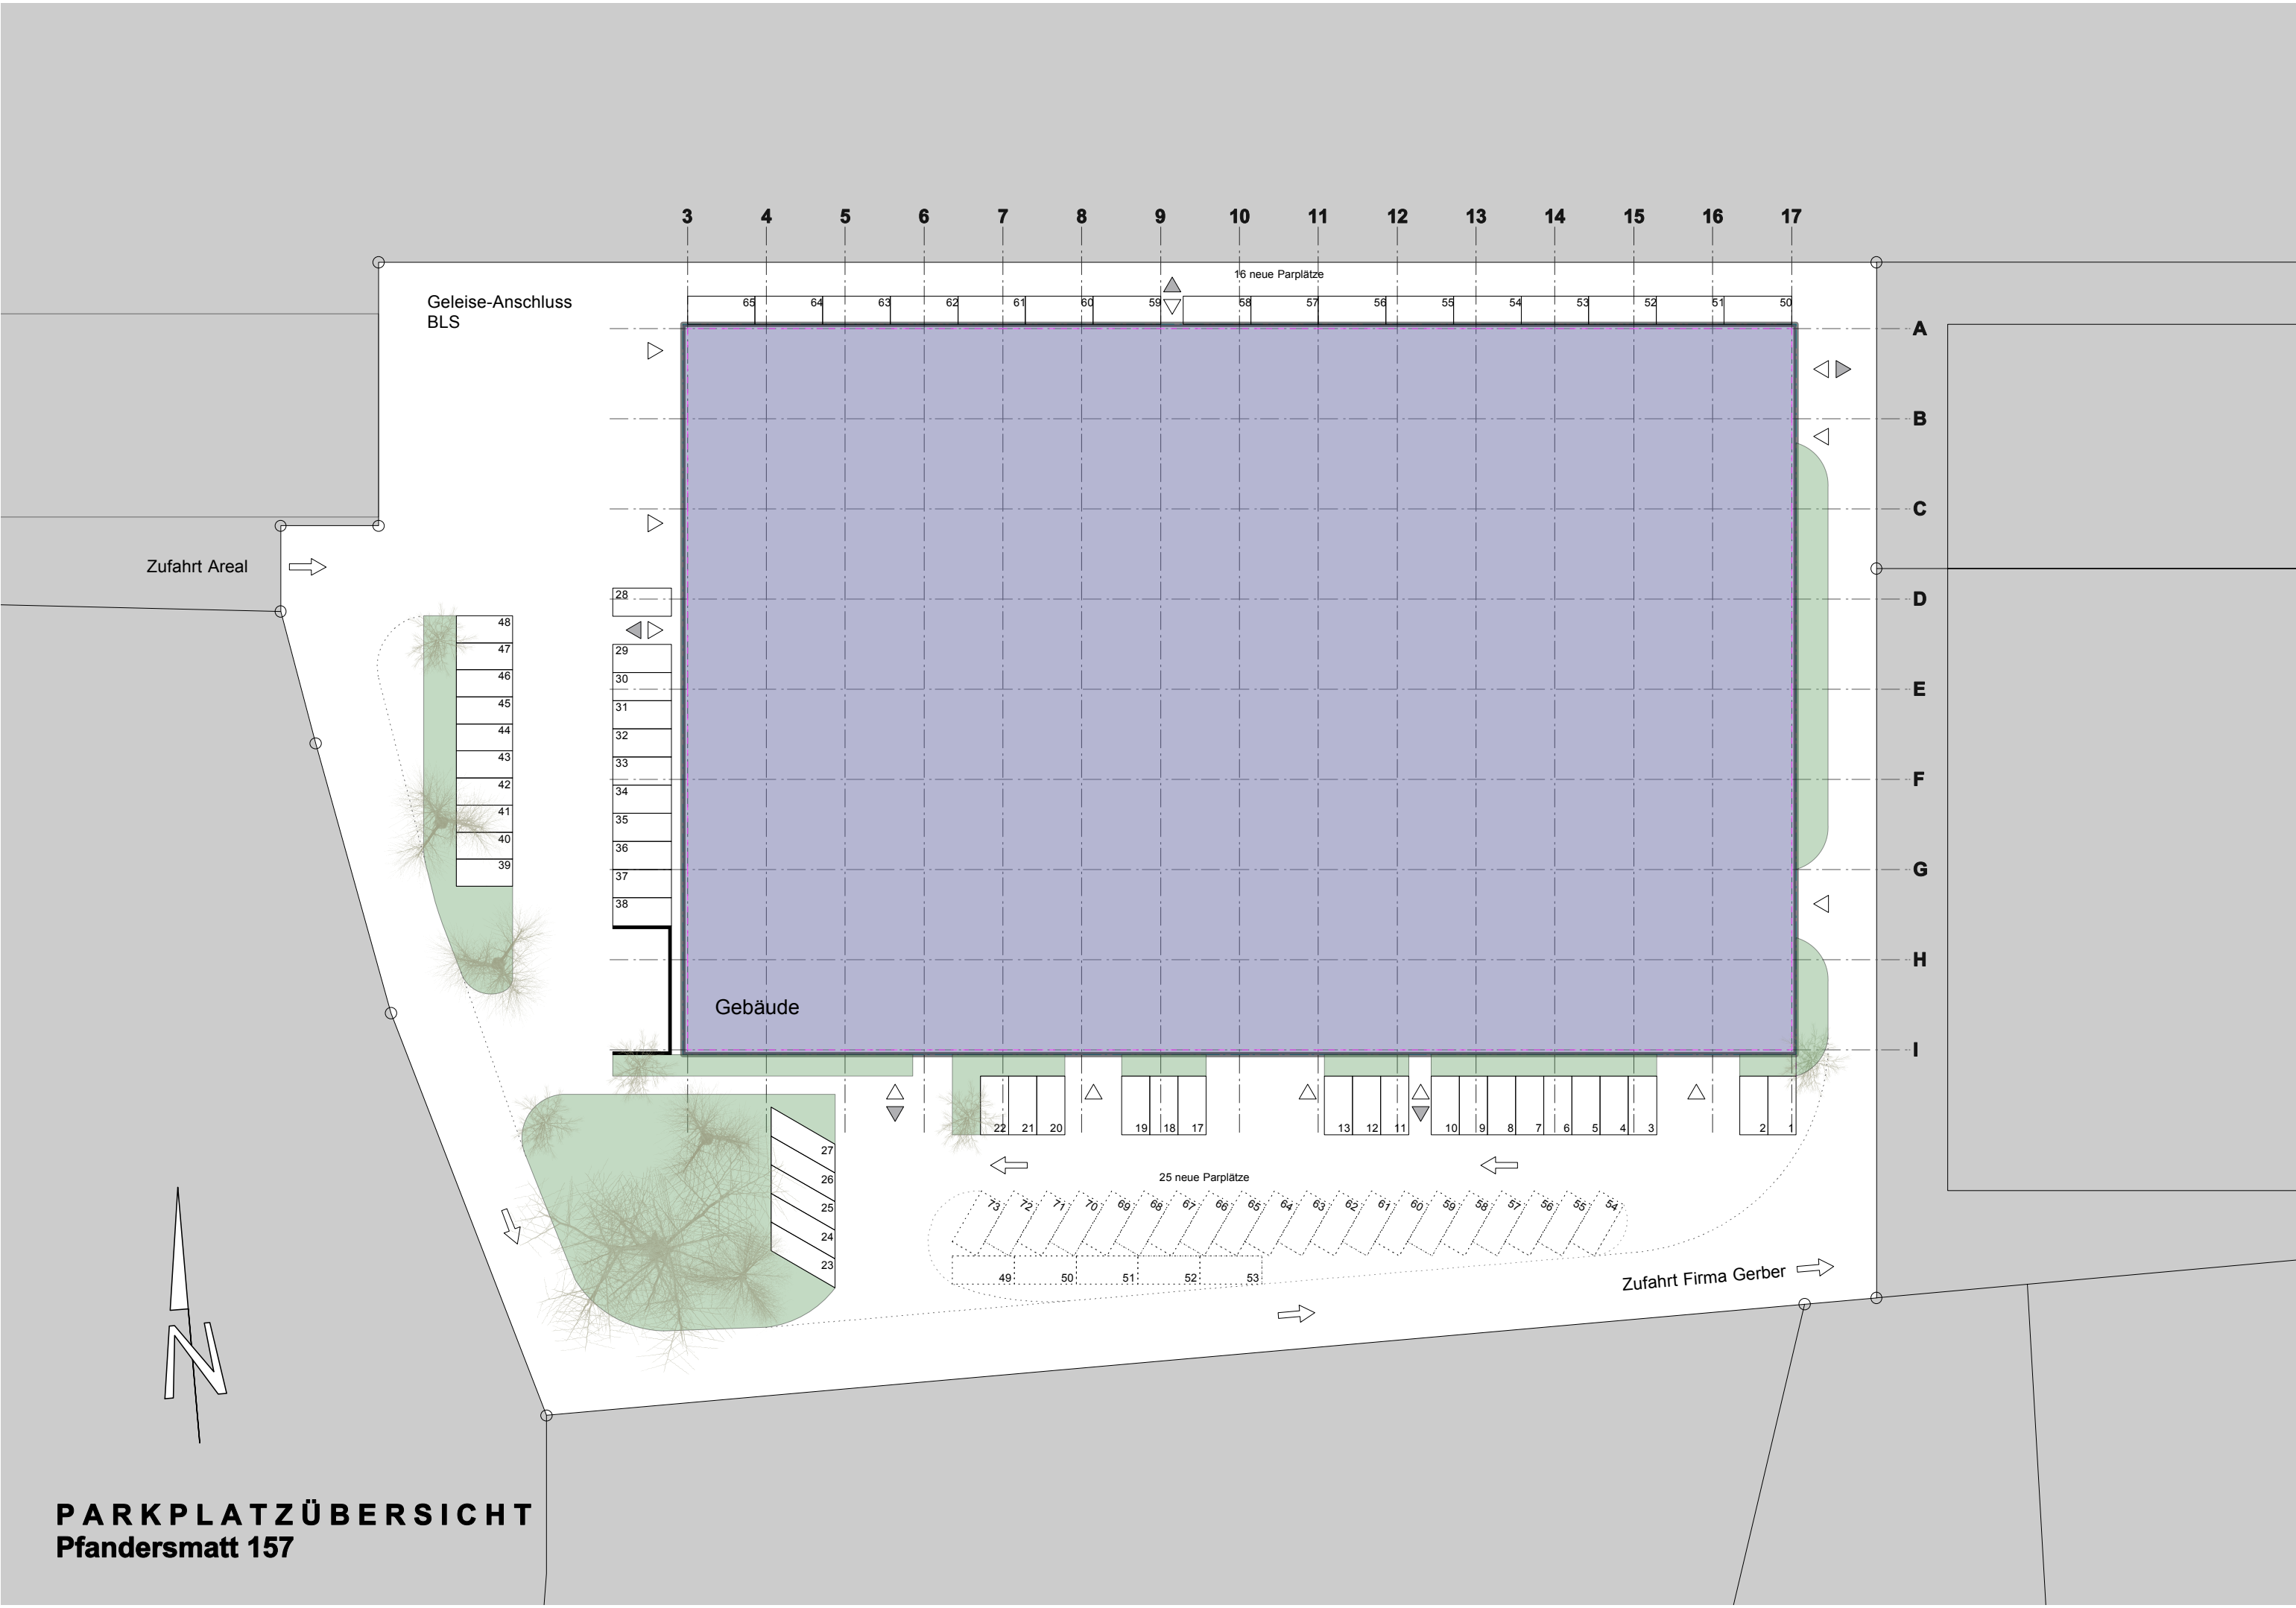 3 4 5 6 7 8 9 10 11 12 13 14 15 16 17
16 neue Parplätze
Geleise-Anschluss
BLS
65 64 63 62 61 60 59 58 57 56 55 54 53 52 51 50
A
B
C
Zufahrt Areal
28
D
48
47
29
46
30
E
45
31
44
32
43
33
F
42
34
41
35
40
36
39
37
G
38
H
Gebäude
I
22 21 20 19 18 17 13 12 11 10 9 8 7 6 5 4 3 2 1
27
26
25
24
23
25 neue Parplätze
73 72 71 70 69 68 67 66 65 64 63 62 61 60 59 58 57 56 55 54
49 50 51 52 53
Zufahrt Firma Gerber
N
PARKPLATZÜBERSICHT
Pfandersmatt 157